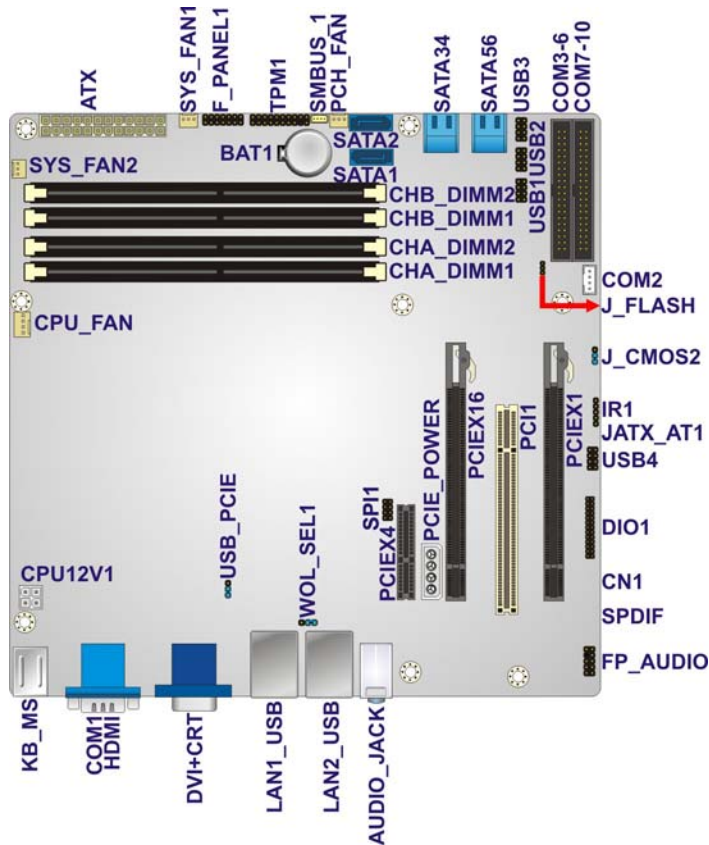 ATX
SYS_FAN1
F_PANEL1
TPM1
SMBUS_1
PCH_FAN
SATA34
SATA56
USB3
COM3-6
COM7-10
SATA2
BAT1
SATA1
USB2
USB1
SYS_FAN2
CHB_DIMM2
CHB_DIMM1
CHA_DIMM2
CHA_DIMM1
COM2
J_FLASH
CPU_FAN
J_CMOS2
IR1
JATX_AT1
USB4
PCIEX16
PCI1
PCIEX1
PCIE_POWER
SPI1
PCIEX4
DIO1
USB_PCIE
WOL_SEL1
CPU12V1
CN1
SPDIF
FP_AUDIO
KB_MS
COM1
HDMI
DVI+CRT
LAN1_USB
LAN2_USB
AUDIO_JACK